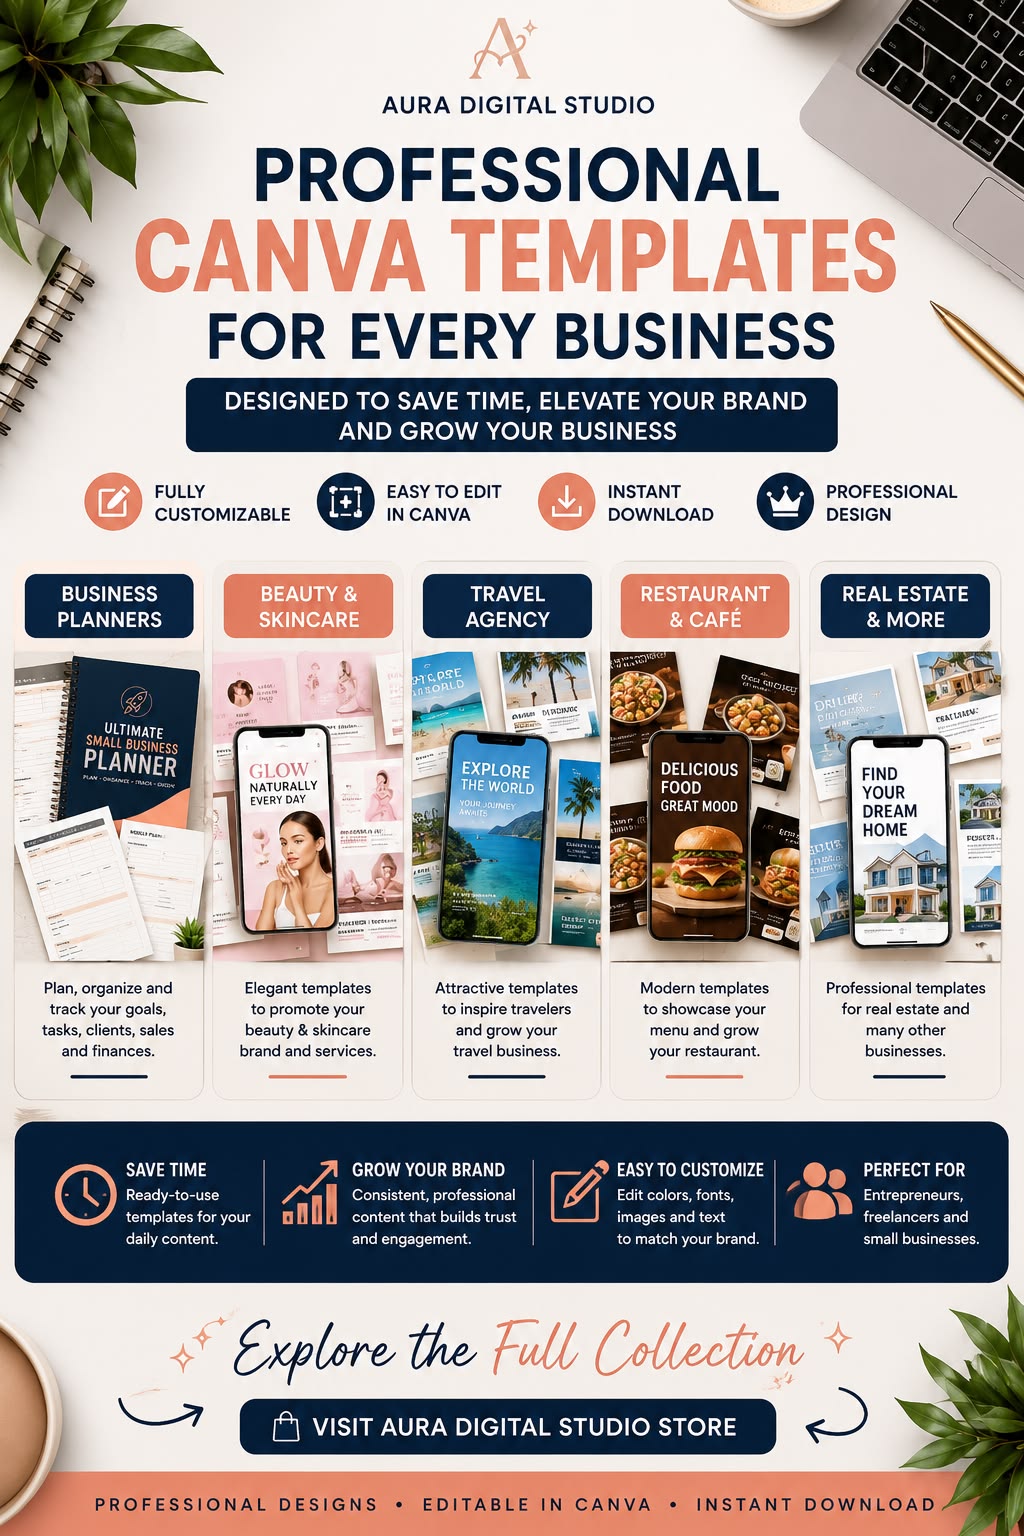 AURA DIGITAL STUDIO
PROFESSIONAL
CANVA TEMPLATES
FOR EVERY BUSINESS
DESIGNED TO SAVE TIME, ELEVATE YOUR BRAND
AND GROW YOUR BUSINESS
FULLY
CUSTOMIZABLE
EASY TO EDIT
IN CANVA
INSTANT
DOWNLOAD
PROFESSIONAL
DESIGN
BUSINESS
PLANNERS
ULTIMATE
SMALL BUSINESS
PLANNER
Plan, organize and
track your goals,
tasks, clients, sales
and finances.
BEAUTY &
SKINCARE
GLOW
NATURALLY
EVERY DAY
Elegant templates
to promote your
beauty & skincare
brand and services.
TRAVEL
AGENCY
EXPLORE
THE WORLD
YOUR JOURNEY
AWAITS
Attractive templates
to inspire travelers
and grow your
travel business.
RESTAURANT
& CAFÉ
DELICIOUS
FOOD
GREAT MOOD
Modern templates
to showcase your
menu and grow
your restaurant.
REAL ESTATE
& MORE
FIND
YOUR
DREAM
HOME
Professional templates
for real estate and
many other
businesses.
SAVE TIME
Ready-to-use
templates for your
daily content.
GROW YOUR BRAND
Consistent, professional
content that builds trust
and engagement.
EASY TO CUSTOMIZE
Edit colors, fonts,
images and text
to match your brand.
PERFECT FOR
Entrepreneurs,
freelancers and
small businesses.
Explore the Full Collection
VISIT AURA DIGITAL STUDIO STORE
PROFESSIONAL DESIGNS • EDITABLE IN CANVA • INSTANT DOWNLOAD